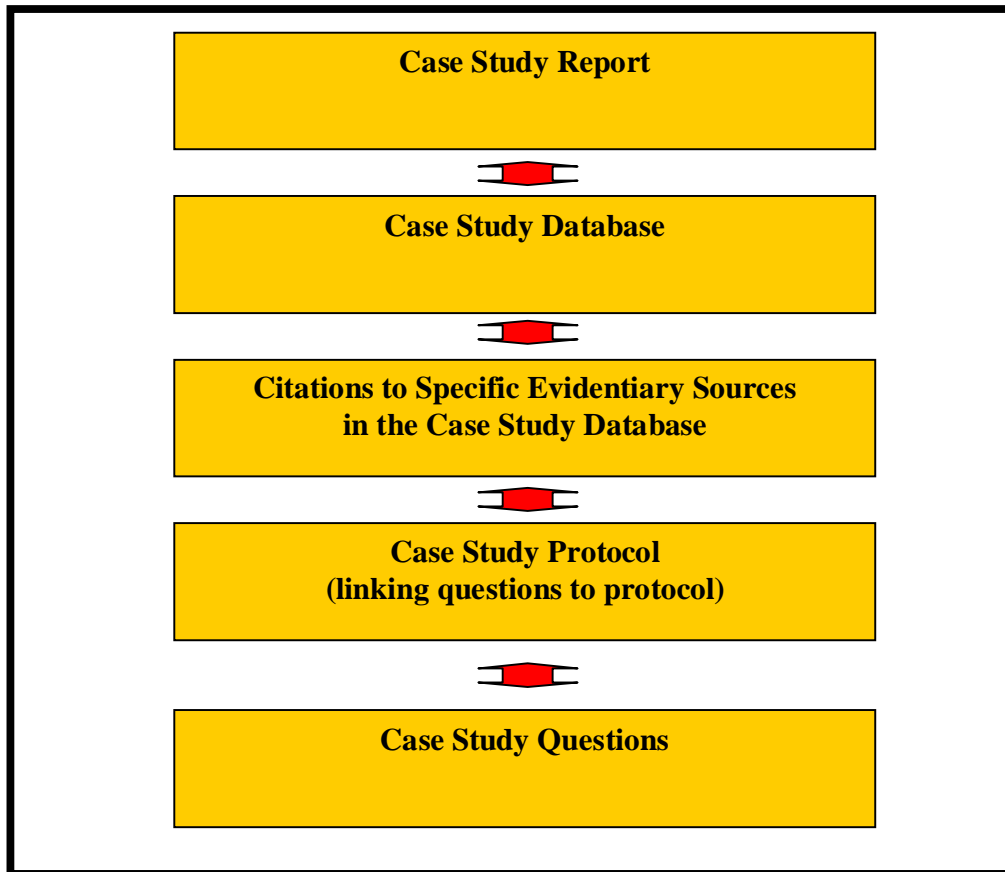 Case Study Report
Case Study Database
Citations to Specific Evidentiary Sources
in the Case Study Database
Case Study Protocol
(linking questions to protocol)
Case Study Questions